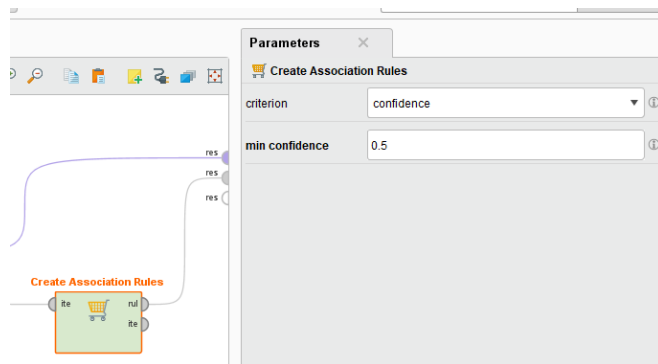 Parameters
Create Association Rules
criterion
confidence
min confidence
0.5
res
res
res
Create Association Rules
ite
rul
ite